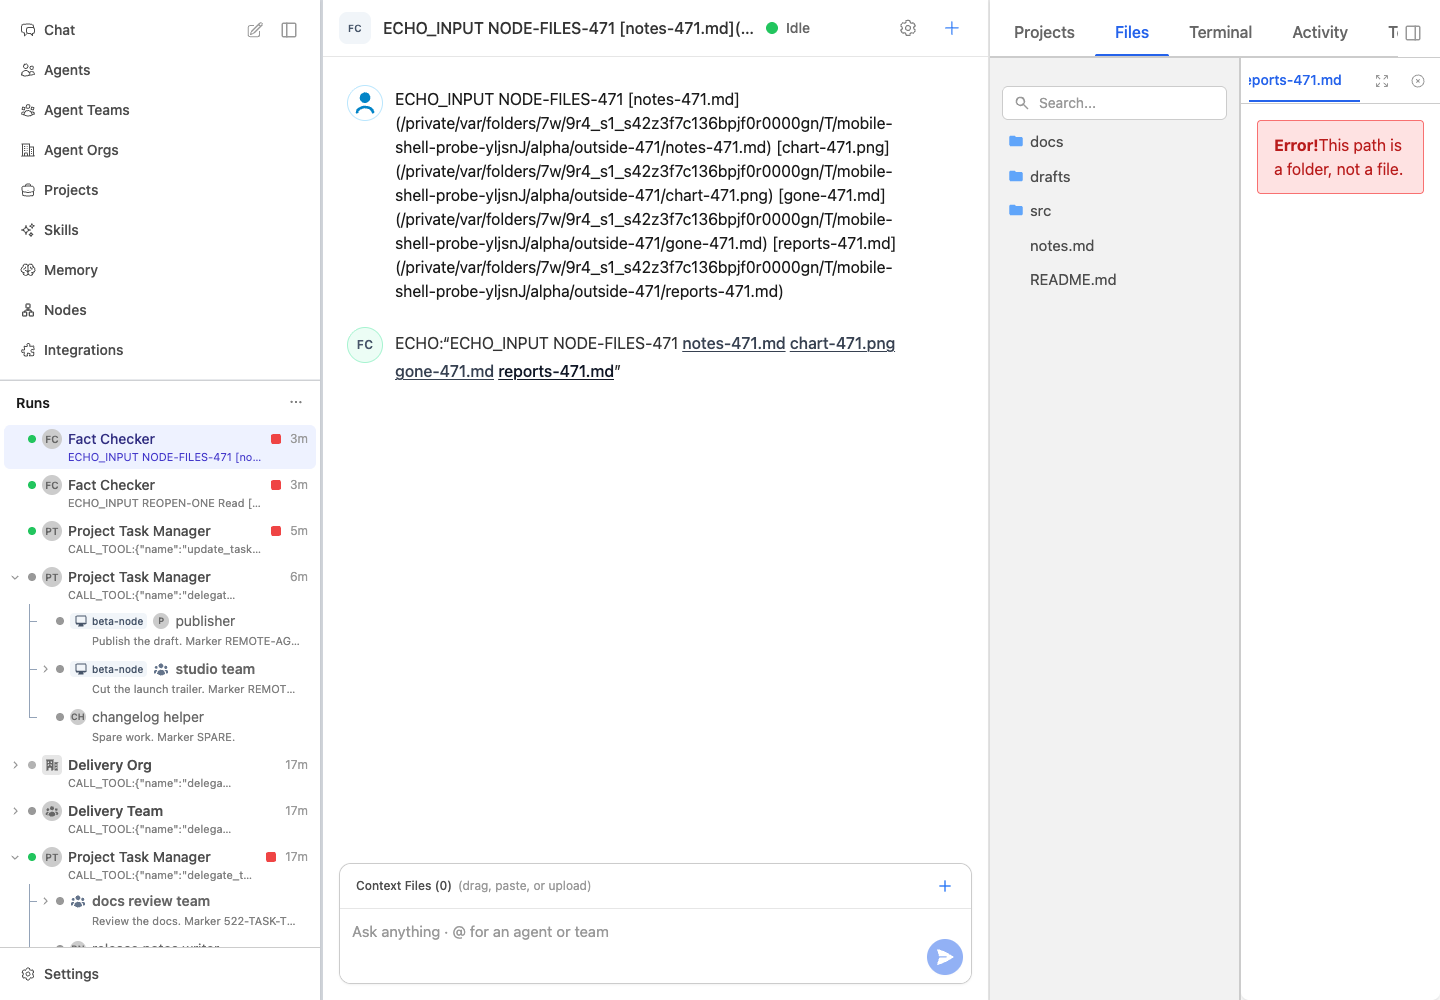 Chat
Agents
Agent Teams
Agent Orgs
Projects
Skills
Memory
Nodes
Integrations
Runs
FC Fact Checker 3m
ECHO_INPUT NODE-FILES-471 [no...
FC Fact Checker 3m
ECHO_INPUT REOPEN-ONE Read [...
PT Project Task Manager 5m
CALL_TOOL:{"name":"update_task...
PT Project Task Manager 6m
CALL_TOOL:{"name":"delegat...
beta-node P publisher
Publish the draft. Marker REMOTE-AG...
beta-node studio team
Cut the launch trailer. Marker REMOT...
CH changelog helper
Spare work. Marker SPARE.
Delivery Org 17m
CALL_TOOL:{"name":"delega...
Delivery Team 17m
CALL_TOOL:{"name":"delega...
PT Project Task Manager 17m
CALL_TOOL:{"name":"delegate_t...
docs review team
Review the docs. Marker 522-TASK-T...
Settings
FC ECHO_INPUT NODE-FILES-471 [notes-471.md](... Idle
ECHO_INPUT NODE-FILES-471 [notes-471.md]
(/private/var/folders/7w/9r4_s1_s42z3f7c136bpjf0r0000gn/T/mobile-
shell-probe-yljsnJ/alpha/outside-471/notes-471.md) [chart-471.png]
(/private/var/folders/7w/9r4_s1_s42z3f7c136bpjf0r0000gn/T/mobile-
shell-probe-yljsnJ/alpha/outside-471/chart-471.png) [gone-471.md]
(/private/var/folders/7w/9r4_s1_s42z3f7c136bpjf0r0000gn/T/mobile-
shell-probe-yljsnJ/alpha/outside-471/gone-471.md) [reports-471.md]
(/private/var/folders/7w/9r4_s1_s42z3f7c136bpjf0r0000gn/T/mobile-
shell-probe-yljsnJ/alpha/outside-471/reports-471.md)
FC ECHO:“ECHO_INPUT NODE-FILES-471 notes-471.md chart-471.png
gone-471.md reports-471.md”
Context Files (0) (drag, paste, or upload)
Ask anything · @ for an agent or team
Projects Files Terminal Activity
Search...
docs
drafts
src
notes.md
README.md
eports-471.md
Error!This path is
a folder, not a file.